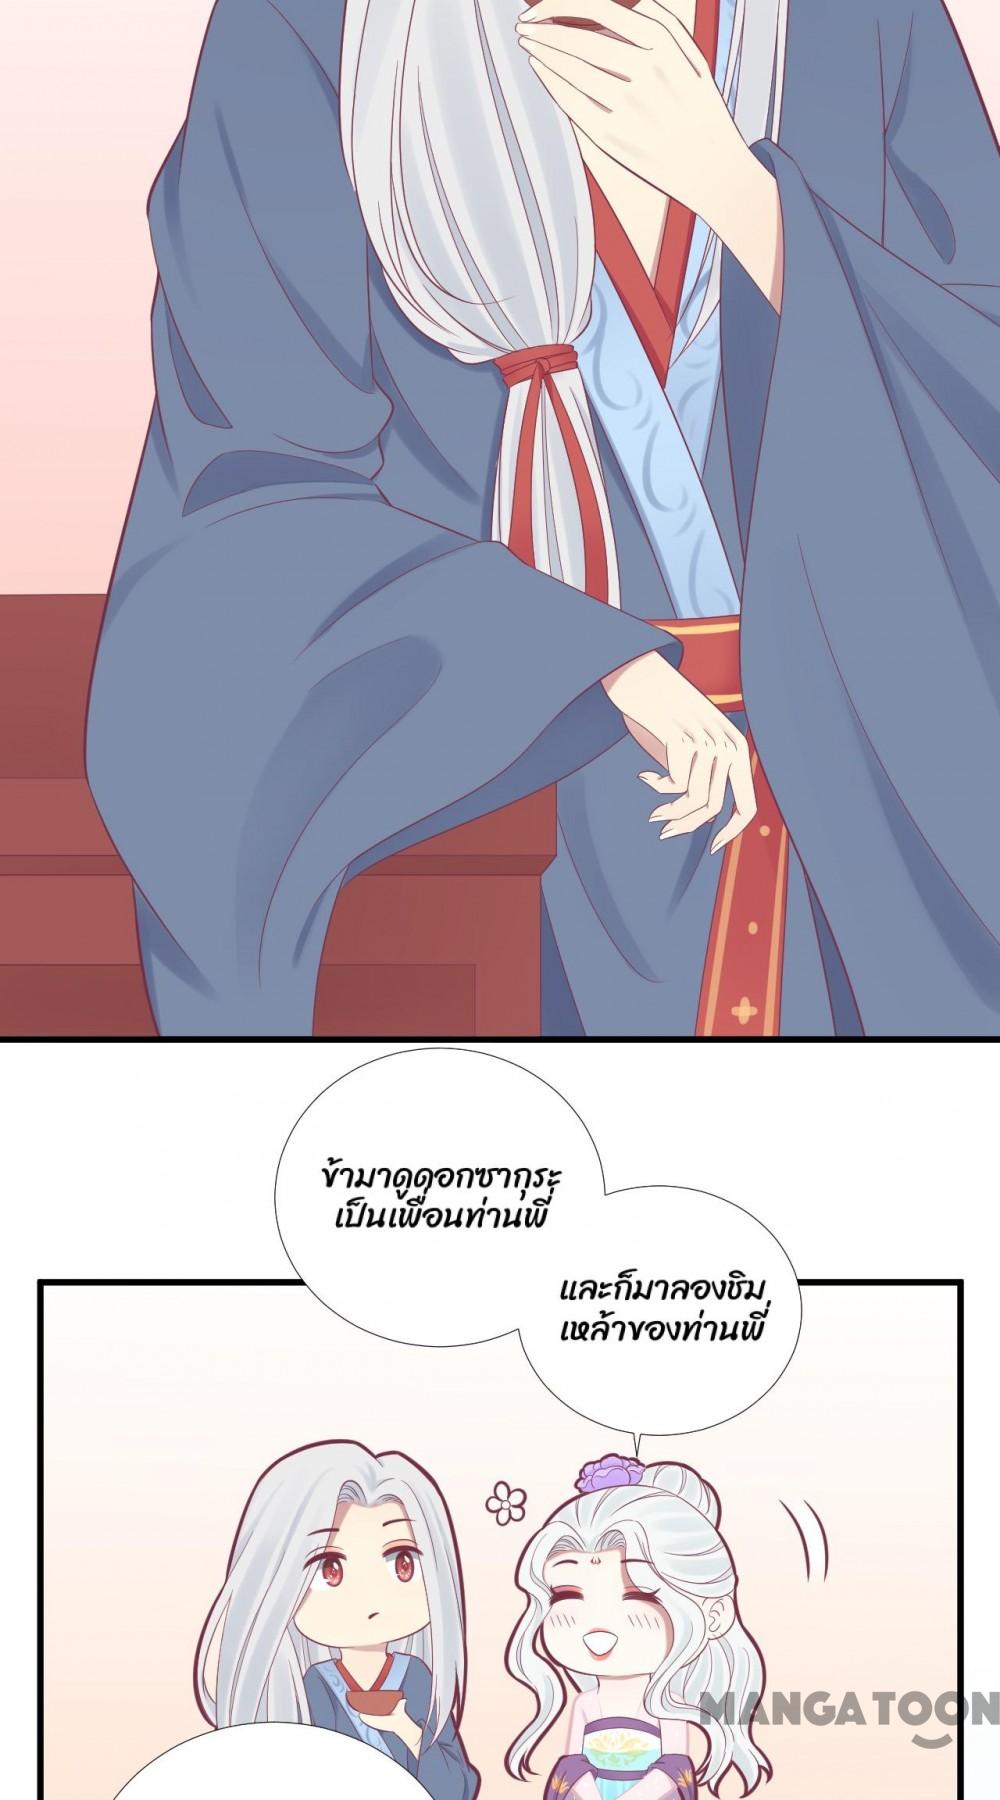 ข้ามาดูดอกซากุระ
เป็นเพื่อนท่านพี่
และก็มาลองชิม
เหล้าของท่านพี่
MANGATOON